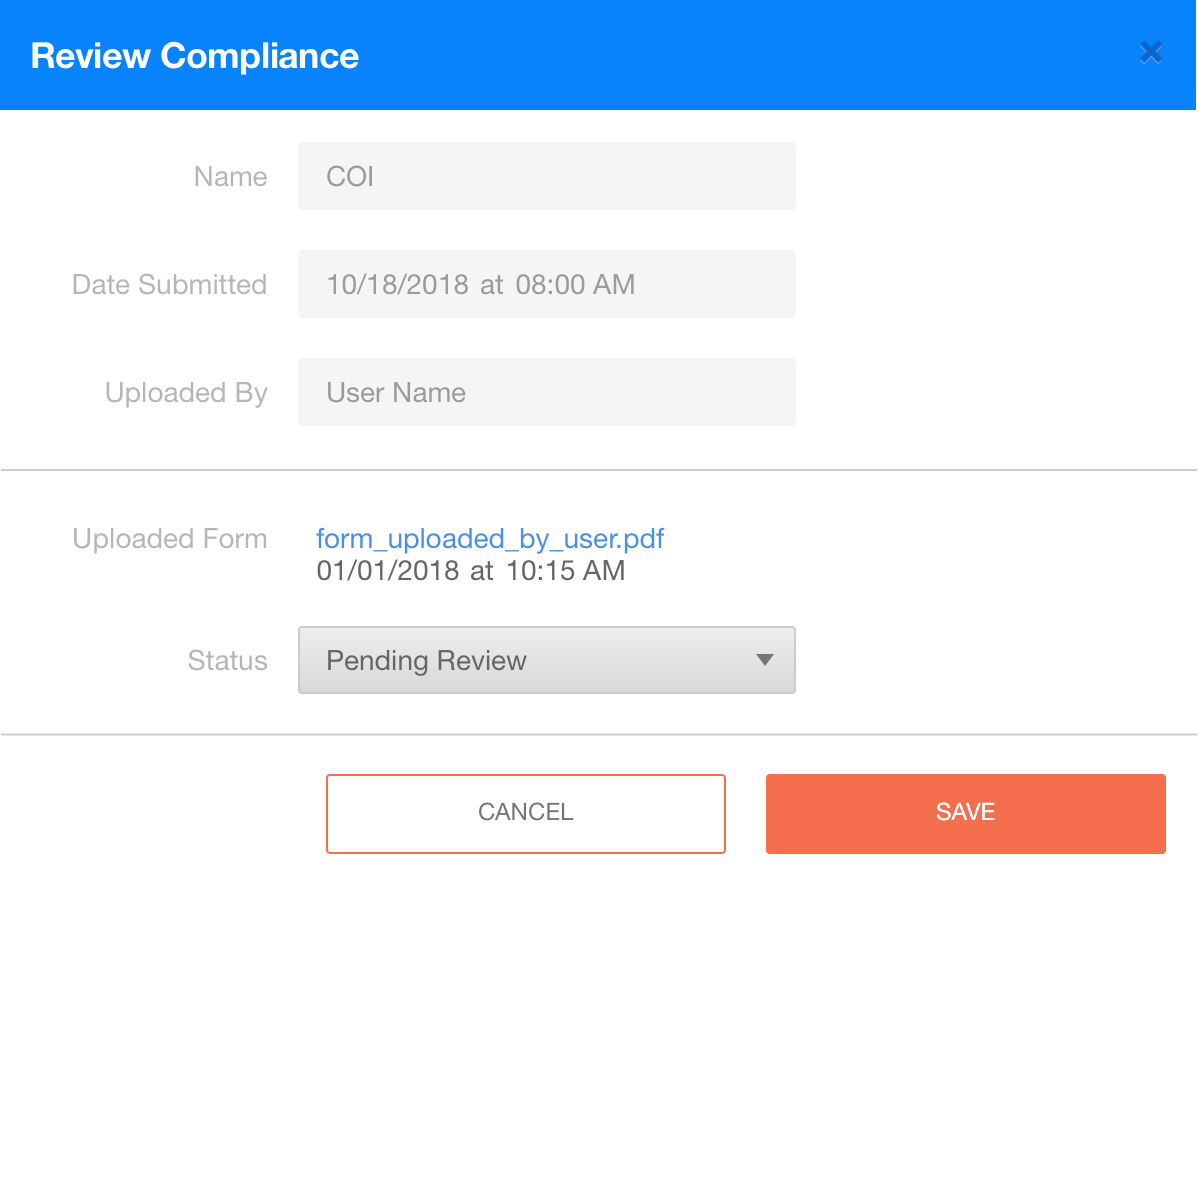 Review Compliance
Name COI
Date Submitted 10/18/2018 at 08:00 AM
Uploaded By User Name
Uploaded Form form_uploaded_by_user.pdf
01/01/2018 at 10:15 AM
Status Pending Review
CANCEL SAVE